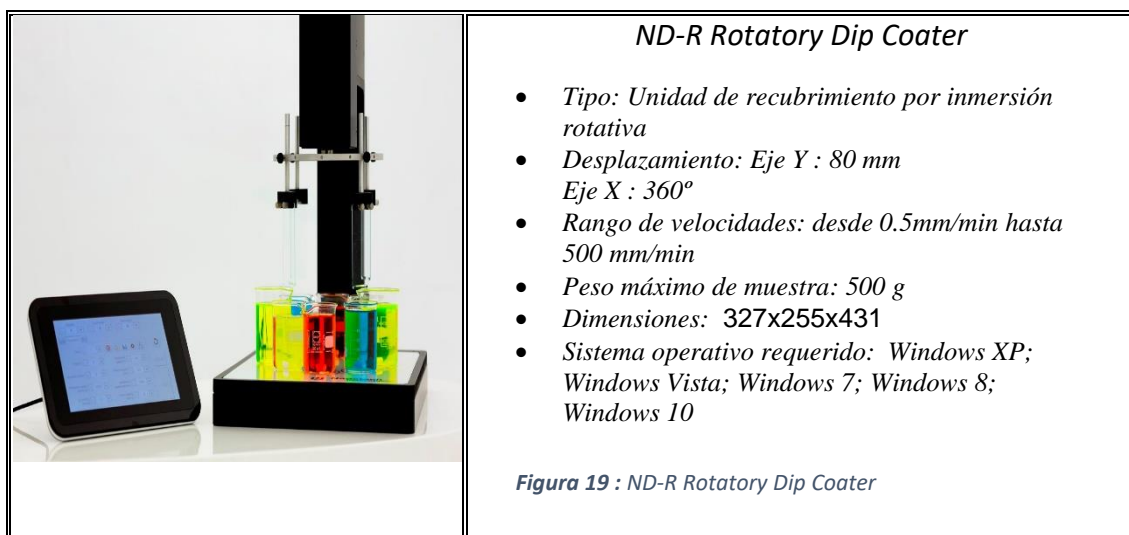 ND-R Rotatory Dip Coater
• Tipo: Unidad de recubrimiento por inmersión
rotativa
• Desplazamiento: Eje Y : 80 mm
Eje X : 360º
• Rango de velocidades: desde 0.5mm/min hasta
500 mm/min
• Peso máximo de muestra: 500 g
• Dimensiones: 327x255x431
• Sistema operativo requerido: Windows XP;
Windows Vista; Windows 7; Windows 8;
Windows 10
Figura 19 : ND-R Rotatory Dip Coater